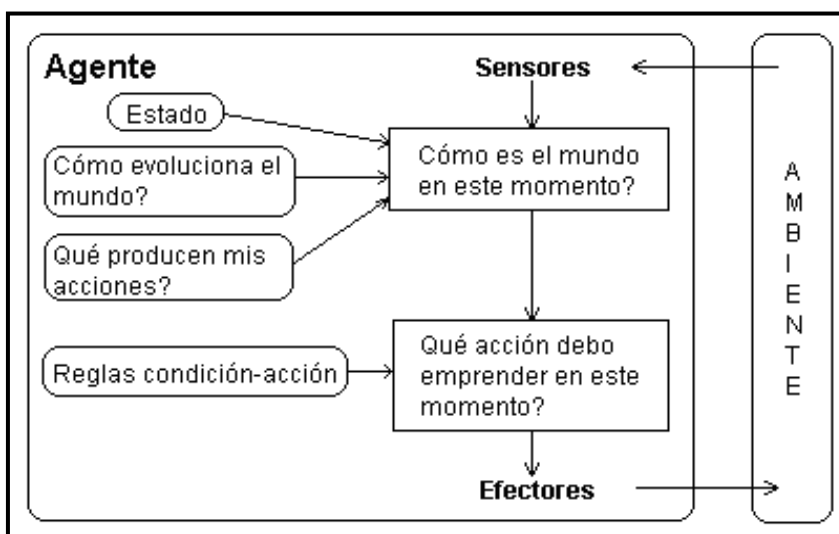 Agente
Sensores
Estado
Cómo evoluciona el
mundo?
Qué producen mis
acciones?
Cómo es el mundo
en este momento?
Reglas condición-acción
Qué acción debo
emprender en este
momento?
Efectores
AMBIENTE